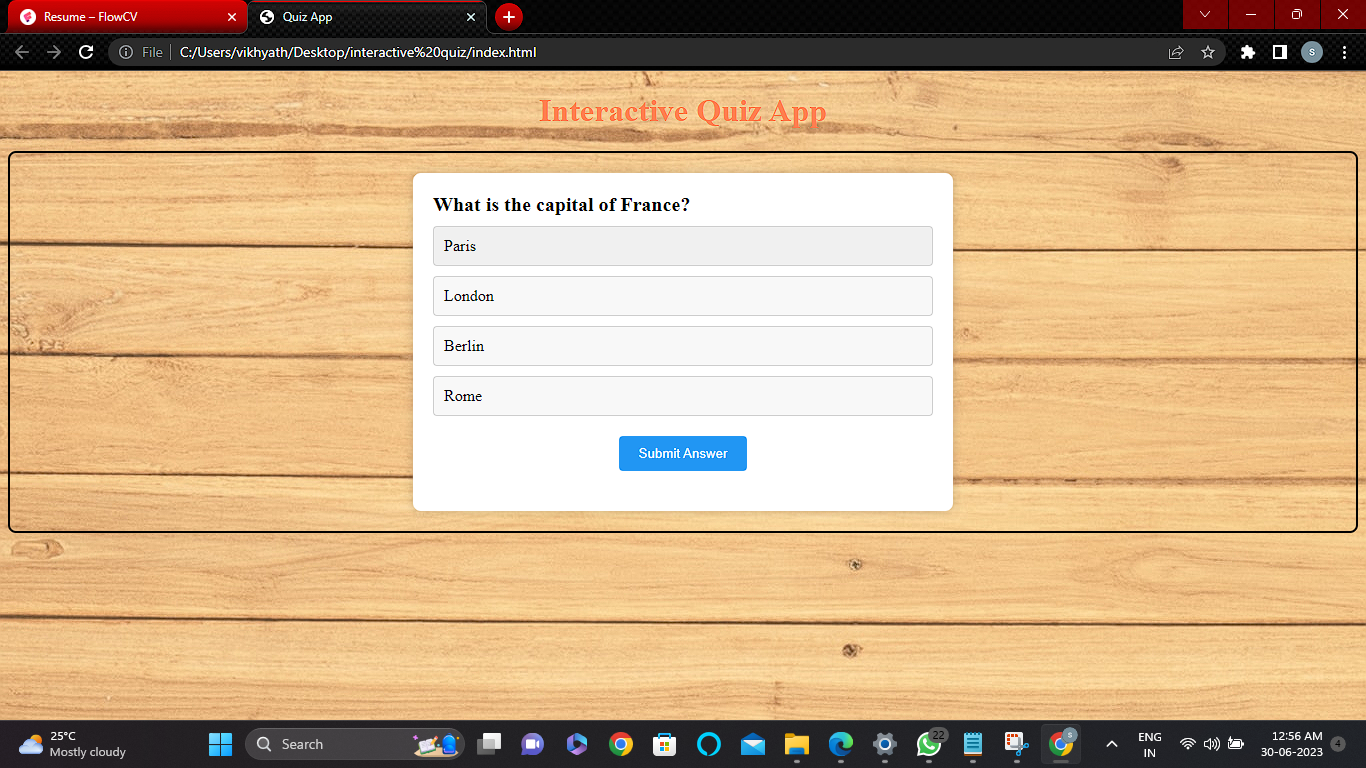 Resume – FlowCV
Quiz App
File
C:/Users/vikhyath/Desktop/interactive%20quiz/index.html
S
Interactive Quiz App
What is the capital of France?
Paris
London
Berlin
Rome
Submit Answer
25°C
Mostly cloudy
Search
22
S
ENG
IN
12:56 AM
30-06-2023
4